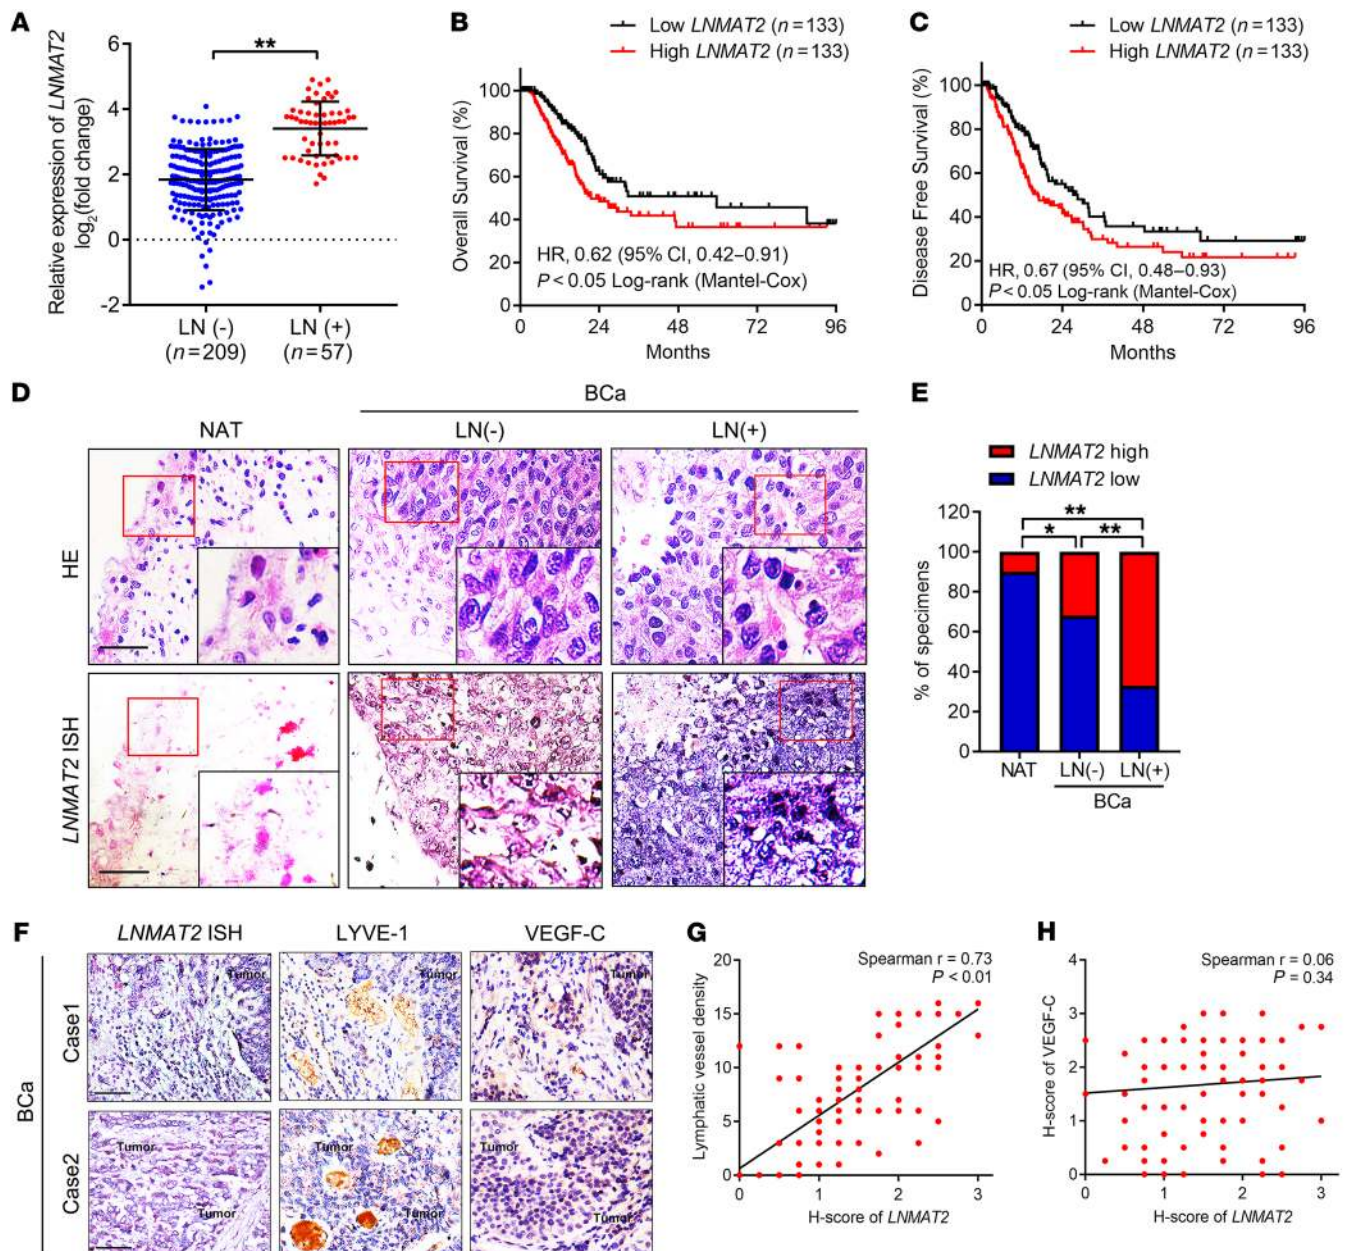 A
Relative expression of LNMAT2
log2(fold change)
6
4
2
0
-2
**
LN (-)
(n=209)
LN (+)
(n=57)
B
Low LNMAT2 (n=133)
High LNMAT2 (n=133)
Overall Survival (%)
100
80
60
40
20
0
HR, 0.62 (95% CI, 0.42–0.91)
P<0.05 Log-rank (Mantel-Cox)
0 24 48 72 96
Months
C
Low LNMAT2 (n=133)
High LNMAT2 (n=133)
Disease Free Survival (%)
100
80
60
40
20
0
HR, 0.67 (95% CI, 0.48–0.93)
P<0.05 Log-rank (Mantel-Cox)
0 24 48 72 96
Months
D
BCa
NAT LN(-) LN(+)
HE
LNMAT2 ISH
E
LNMAT2 high
LNMAT2 low
% of specimens
120
100
80
60
40
20
0
**
* **
NAT LN(-) LN(+)
BCa
F
LNMAT2 ISH LYVE-1 VEGF-C
BCa
Case1
Tumor Tumor Tumor
Case2
Tumor Tumor Tumor
Tumor Tumor Tumor
G
Spearman r = 0.73
P < 0.01
Lymphatic vessel density
20
15
10
5
0
0 1 2 3
H-score of LNMAT2
H
Spearman r = 0.06
P = 0.34
H-score of VEGF-C
4
3
2
1
0
0 1 2 3
H-score of LNMAT2